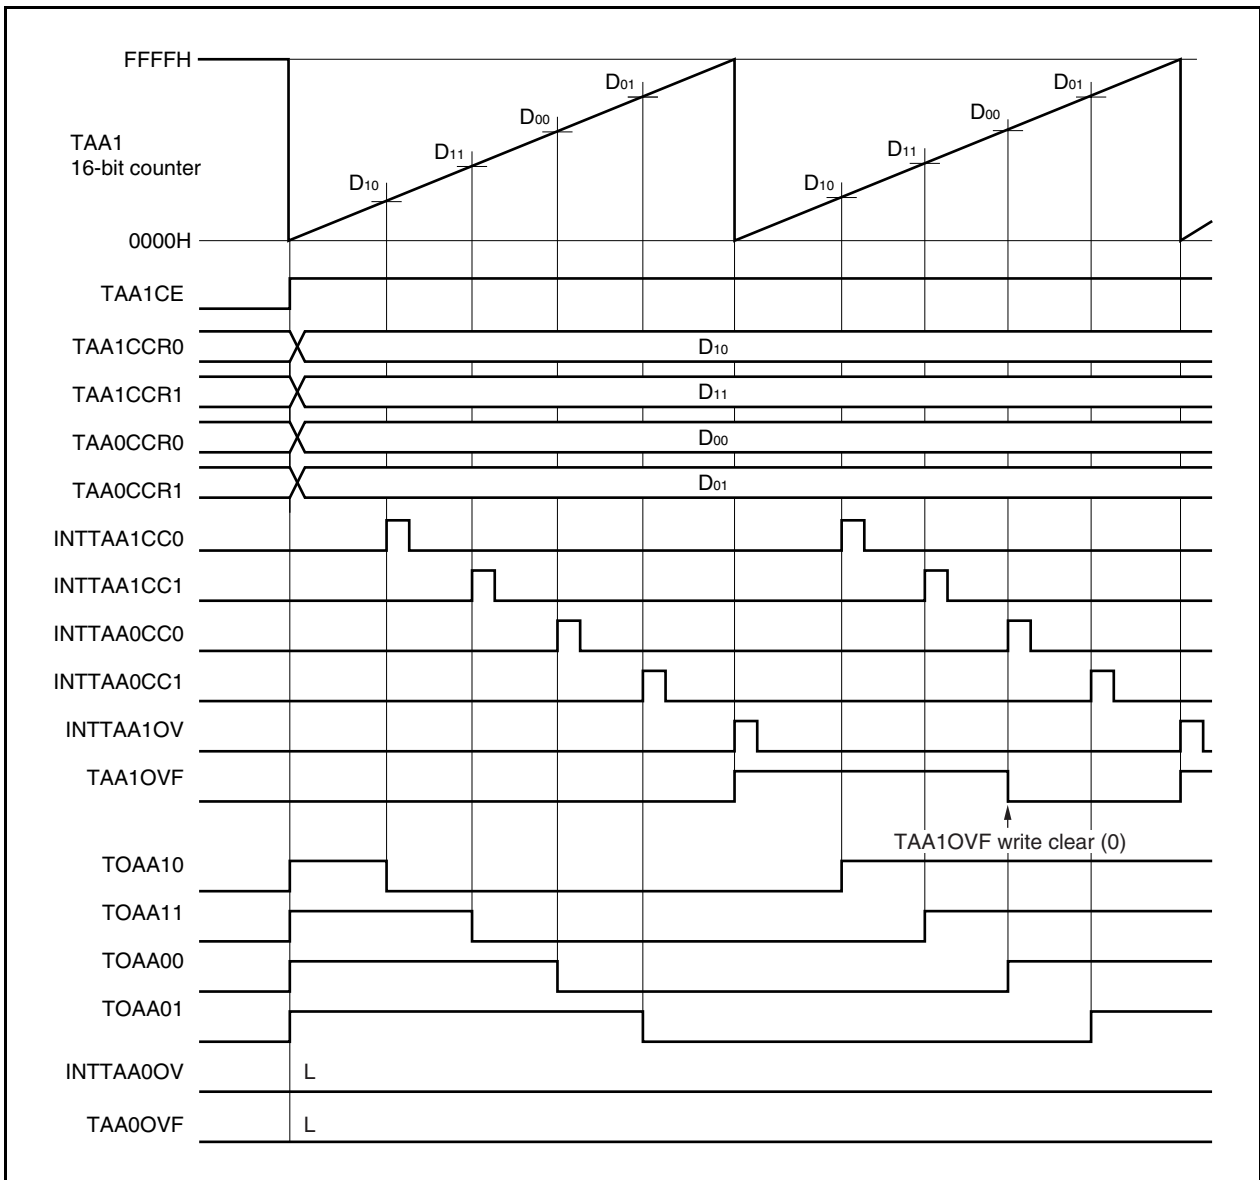 FFFFH
D01 D01
D00 D00
TAA1
16-bit counter
D11 D11
D10 D10
0000H
TAA1CE
TAA1CCR0 D10
TAA1CCR1 D11
TAA0CCR0 D00
TAA0CCR1 D01
INTTAA1CC0
INTTAA1CC1
INTTAA0CC0
INTTAA0CC1
INTTAA1OV
TAA1OVF
TAA1OVF write clear (0)
TOAA10
TOAA11
TOAA00
TOAA01
INTTAA0OV L
TAA0OVF L